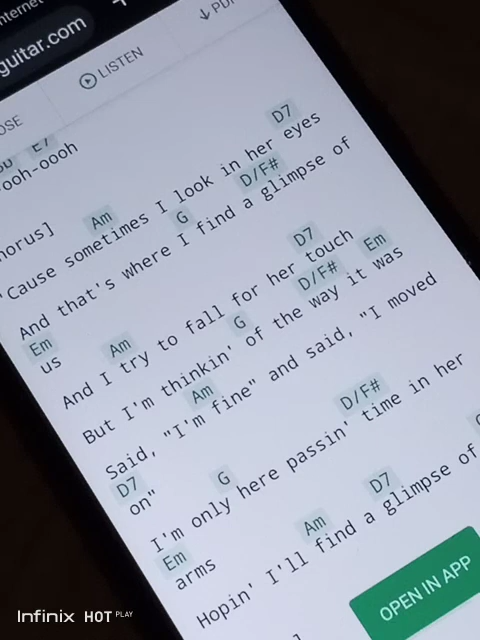 nternet
guitar.com
OSE
LISTEN
PDF
E7
ooh-oooh
horus]
Am D7
'Cause sometimes I look in her eyes
G D/F#
And that's where I find a glimpse of
Em
us
Am D7
And I try to fall for her touch
G D/F# Em
But I'm thinkin' of the way it was
Am
Said, "I'm fine" and said, "I moved
D7
on"
G D/F#
I'm only here passin' time in her
Em
arms
Am D7
Hopin' I'll find a glimpse of
OPEN IN APP
Infinix HOT PLAY